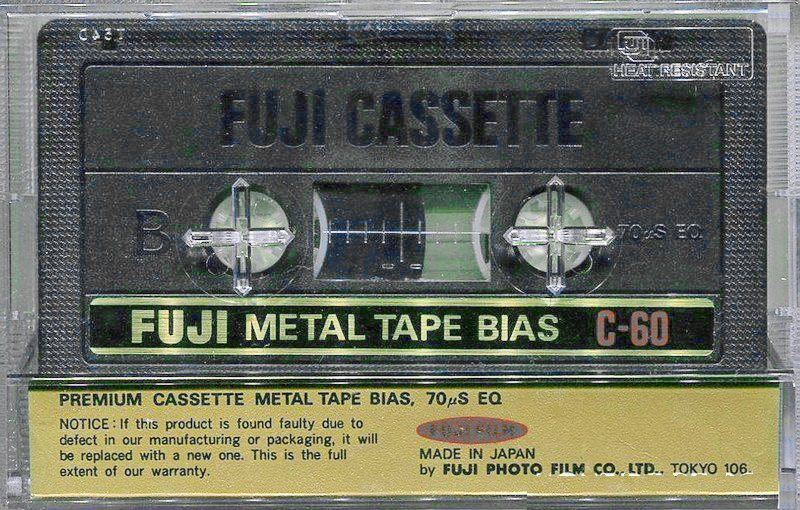 FUJI
HEAT RESISTANT
FUJI CASSETTE
B
70μS EQ
FUJI METAL TAPE BIAS C-60
PREMIUM CASSETTE METAL TAPE BIAS, 70μS EQ
NOTICE: If this product is found faulty due to
defect in our manufacturing or packaging, it will
be replaced with a new one. This is the full
extent of our warranty.
FUJI FILM
MADE IN JAPAN
by FUJI PHOTO FILM CO., LTD., TOKYO 106.